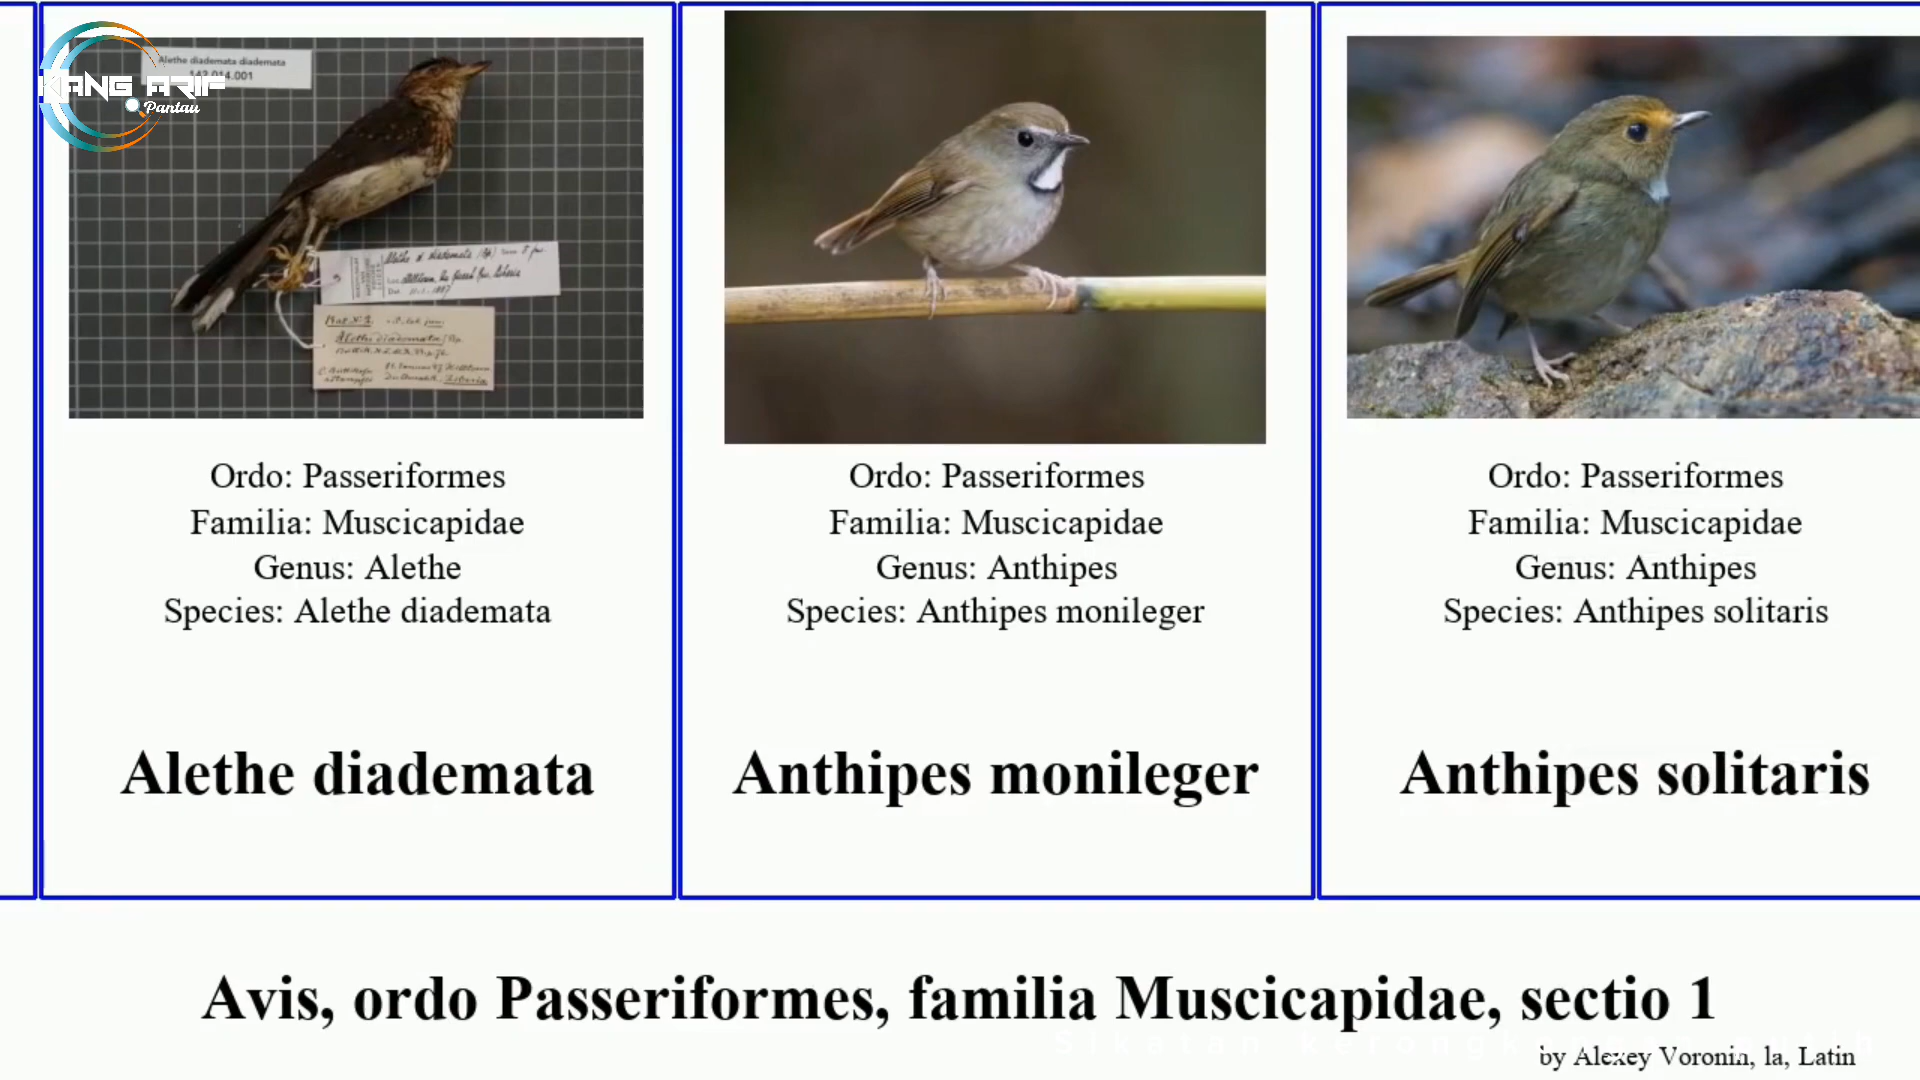 KANG ARIF
Pantau
Alethe diademata diademata
Ordo: Passeriformes
Familia: Muscicapidae
Genus: Alethe
Species: Alethe diademata
Alethe diademata
Ordo: Passeriformes
Familia: Muscicapidae
Genus: Anthipes
Species: Anthipes monileger
Anthipes monileger
Ordo: Passeriformes
Familia: Muscicapidae
Genus: Anthipes
Species: Anthipes solitaris
Anthipes solitaris
Avis, ordo Passeriformes, familia Muscicapidae, sectio 1
by Alexey Voronin, la, Latin